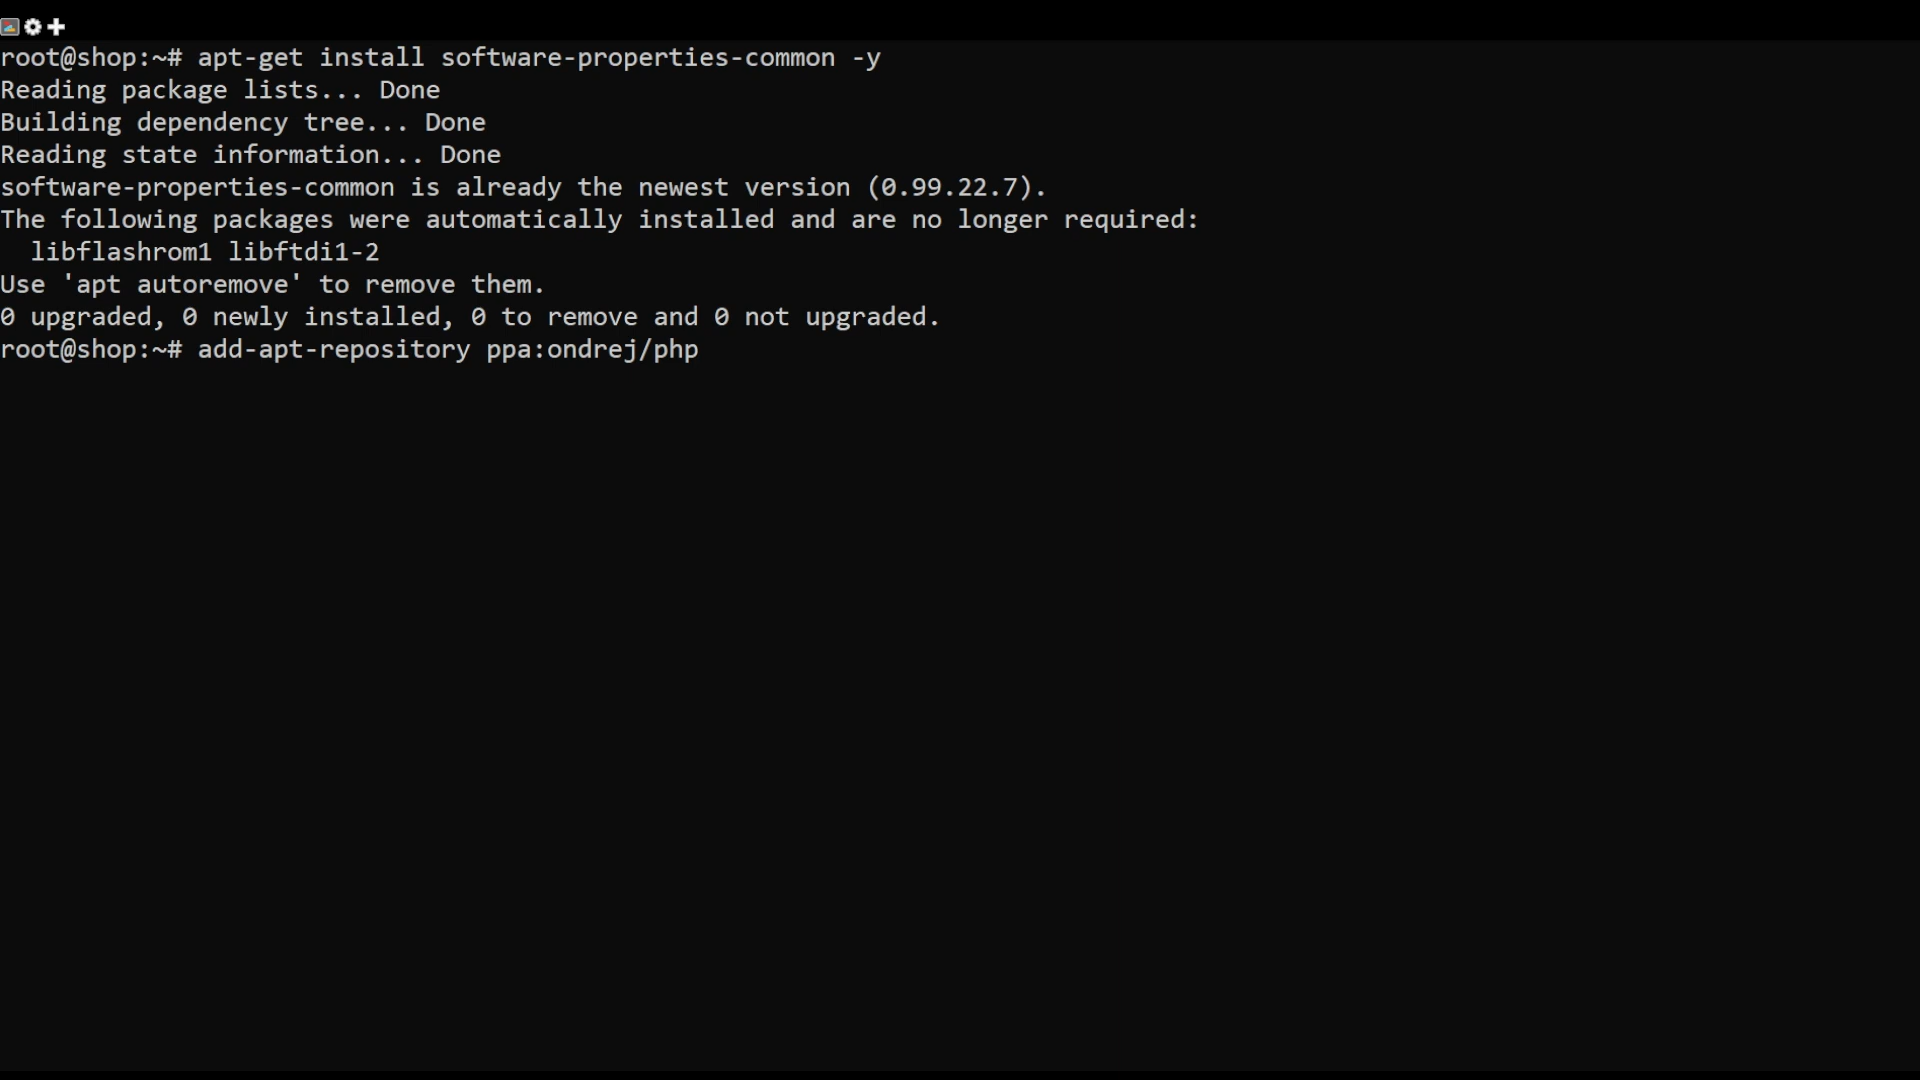 root@shop:~# apt-get install software-properties-common -y
Reading package lists... Done
Building dependency tree... Done
Reading state information... Done
software-properties-common is already the newest version (0.99.22.7).
The following packages were automatically installed and are no longer required:
  libflashrom1 libftdi1-2
Use 'apt autoremove' to remove them.
0 upgraded, 0 newly installed, 0 to remove and 0 not upgraded.
root@shop:~# add-apt-repository ppa:ondrej/php